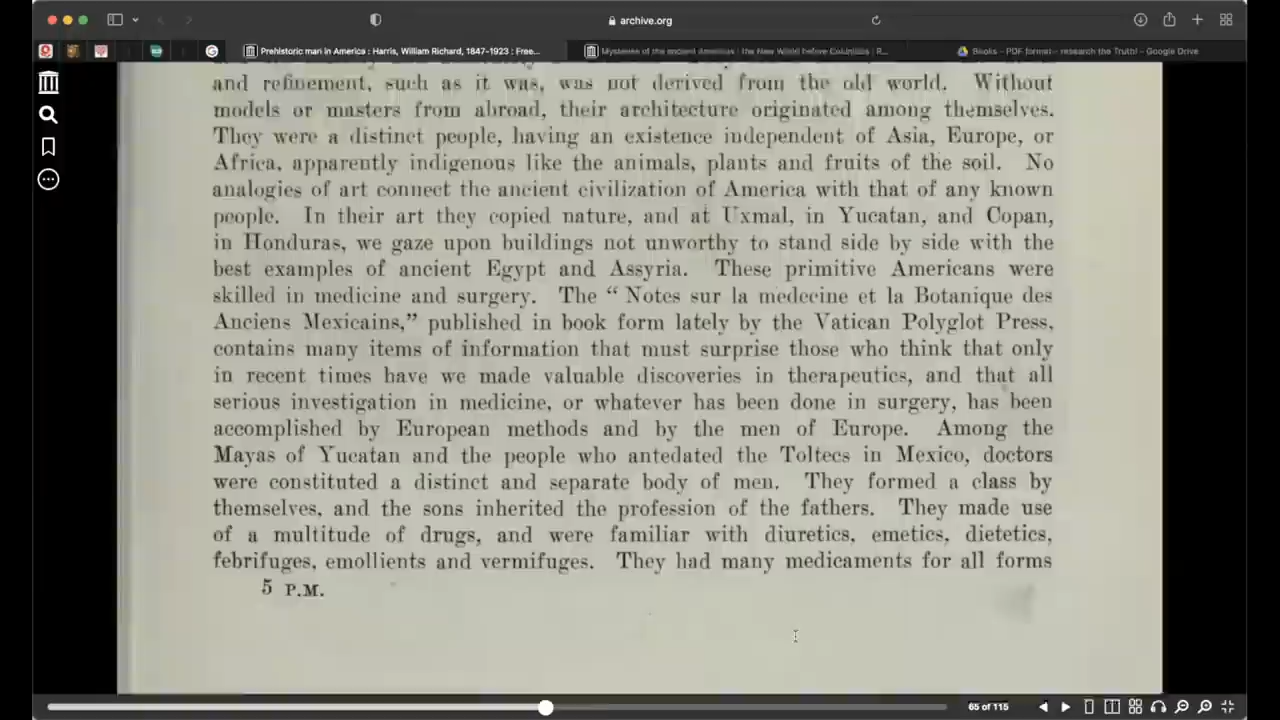 archive.org
Prehistoric man in America : Harris, William Richard, 1847-1923 : Free...
Mysteries of the ancient Americas : the New World before Columbus : R...
Books – PDF format – research the Truth! – Google Drive
and refinement, such as it was, was not derived from the old world. Without
models or masters from abroad, their architecture originated among themselves.
They were a distinct people, having an existence independent of Asia, Europe, or
Africa, apparently indigenous like the animals, plants and fruits of the soil. No
analogies of art connect the ancient civilization of America with that of any known
people. In their art they copied nature, and at Uxmal, in Yucatan, and Copan,
in Honduras, we gaze upon buildings not unworthy to stand side by side with the
best examples of ancient Egypt and Assyria. These primitive Americans were
skilled in medicine and surgery. The “ Notes sur la medecine et la Botanique des
Anciens Mexicains,” published in book form lately by the Vatican Polyglot Press,
contains many items of information that must surprise those who think that only
in recent times have we made valuable discoveries in therapeutics, and that all
serious investigation in medicine, or whatever has been done in surgery, has been
accomplished by European methods and by the men of Europe. Among the
Mayas of Yucatan and the people who antedated the Toltecs in Mexico, doctors
were constituted a distinct and separate body of men. They formed a class by
themselves, and the sons inherited the profession of the fathers. They made use
of a multitude of drugs, and were familiar with diuretics, emetics, dietetics,
febrifuges, emollients and vermifuges. They had many medicaments for all forms
5 P.M.
65 of 115